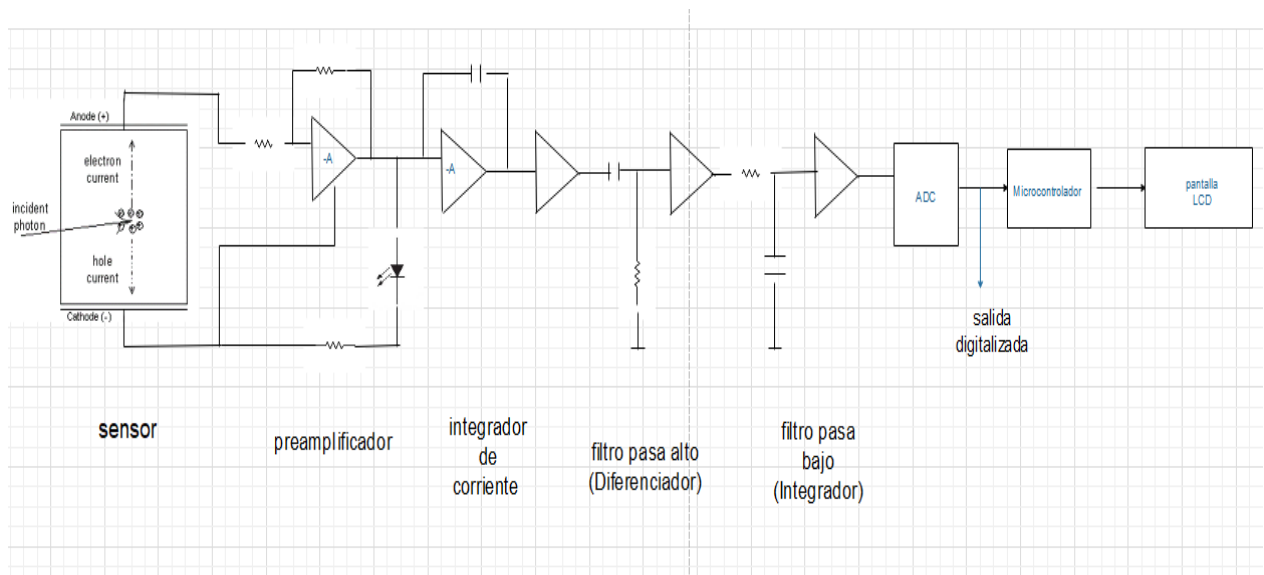 Anode (+)
electron
current
incident
photon
hole
current
Cathode (-)
-A
-A
ADC
Microcontrolador
pantalla
LCD
salida
digitalizada
sensor
preamplificador
integrador
de
corriente
filtro pasa alto
(Diferenciador)
filtro pasa
bajo
(Integrador)